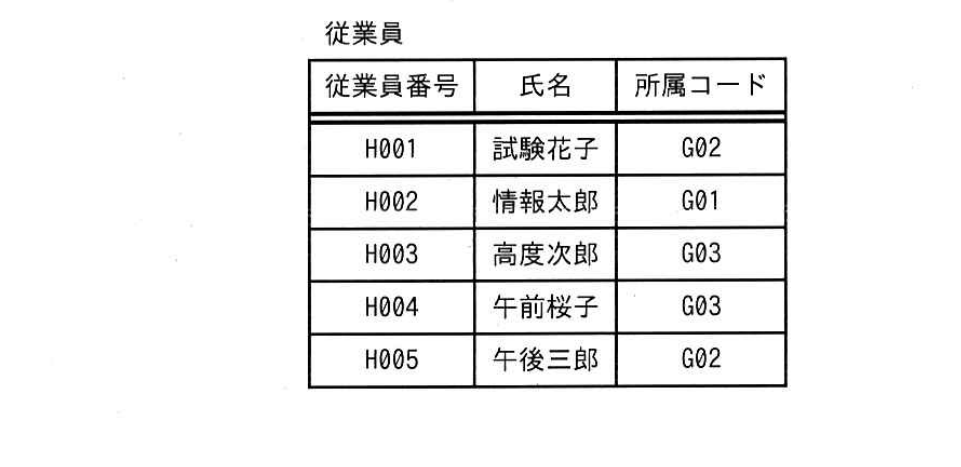 従業員
従業員番号 氏名 所属コード
H001 試験花子 G02
H002 情報太郎 G01
H003 高度次郎 G03
H004 午前桜子 G03
H005 午後三郎 G02